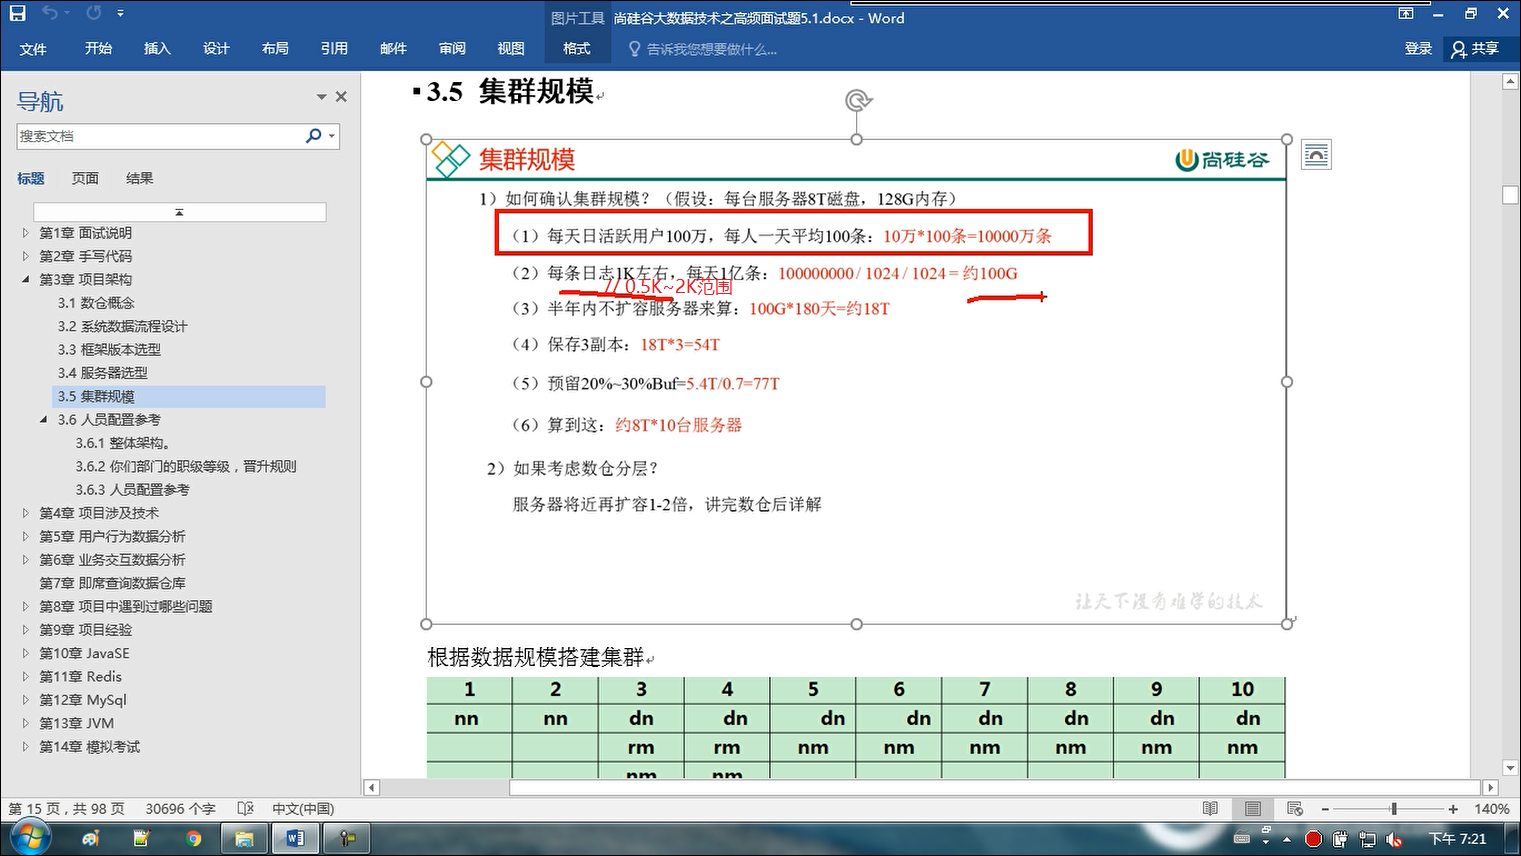 图片工具 尚硅谷大数据技术之高频面试题5.1.docx - Word
文件 开始 插入 设计 布局 引用 邮件 审阅 视图 格式 告诉我您想要做什么... 登录 共享
导航
搜索文档
标题 页面 结果
第1章 面试说明
第2章 手写代码
第3章 项目架构
3.1 数仓概念
3.2 系统数据流程设计
3.3 框架版本选型
3.4 服务器选型
3.5 集群规模
3.6 人员配置参考
3.6.1 整体架构。
3.6.2 你们部门的职级等级，晋升规则
3.6.3 人员配置参考
第4章 项目涉及技术
第5章 用户行为数据分析
第6章 业务交互数据分析
第7章 即席查询数据仓库
第8章 项目中遇到过哪些问题
第9章 项目经验
第10章 JavaSE
第11章 Redis
第12章 MySql
第13章 JVM
第14章 模拟考试
3.5 集群规模
集群规模 尚硅谷
1）如何确认集群规模？（假设：每台服务器8T磁盘，128G内存）
（1）每天日活跃用户100万，每人一天平均100条：10万*100条=10000万条
（2）每条日志1K左右，每天1亿条：100000000 / 1024 / 1024 = 约100G
// 0.5K~2K范围
（3）半年内不扩容服务器来算：100G*180天=约18T
（4）保存3副本：18T*3=54T
（5）预留20%~30%Buf=5.4T/0.7=77T
（6）算到这：约8T*10台服务器
2）如果考虑数仓分层？
服务器将近再扩容1-2倍，讲完数仓后详解
让天下没有难学的技术
根据数据规模搭建集群
1 2 3 4 5 6 7 8 9 10
nn nn dn dn dn dn dn dn dn dn
rm rm nm nm nm nm nm nm
nm nm
第 15 页，共 98 页 30696 个字 中文(中国) 140%
下午 7:21